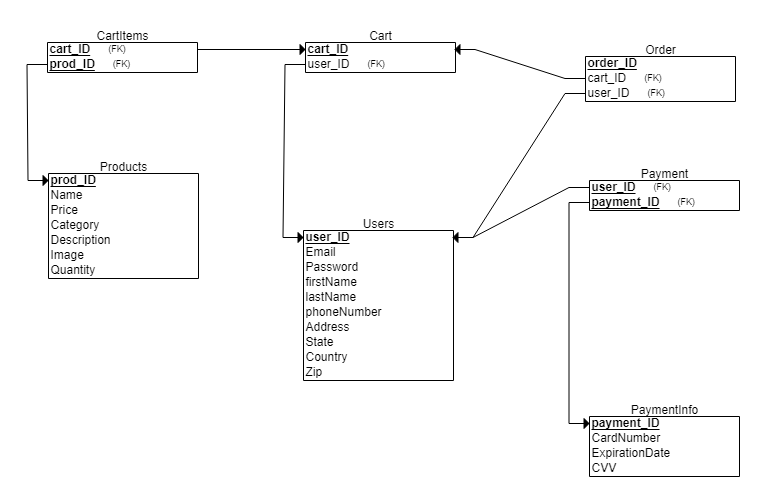 CartItems
cart_ID (FK)
prod_ID (FK)
Cart
cart_ID
user_ID (FK)
Order
order_ID
cart_ID (FK)
user_ID (FK)
Products
prod_ID
Name
Price
Category
Description
Image
Quantity
Users
user_ID
Email
Password
firstName
lastName
phoneNumber
Address
State
Country
Zip
Payment
user_ID (FK)
payment_ID (FK)
PaymentInfo
payment_ID
CardNumber
ExpirationDate
CVV